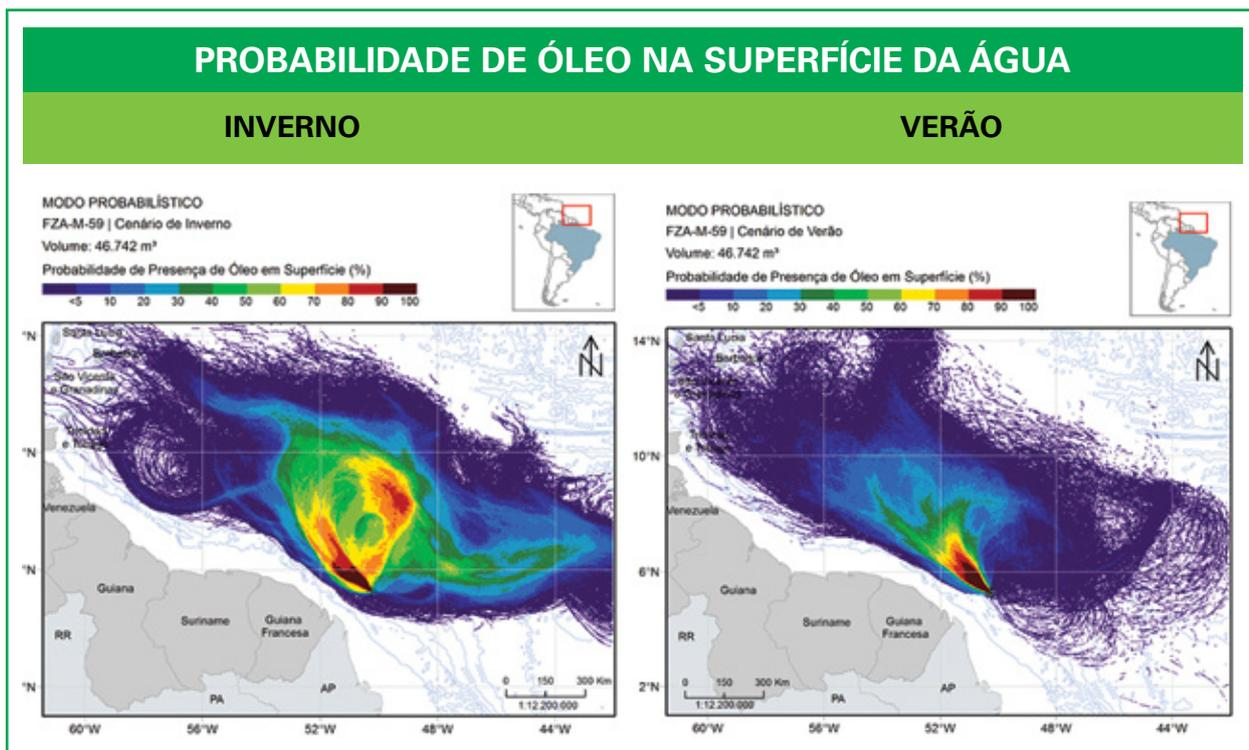 PROBABILIDADE DE ÓLEO NA SUPERFÍCIE DA ÁGUA
INVERNO
VERÃO
MODO PROBABILÍSTICO
FZA-M-59 | Cenário de Inverno
Volume: 46.742 m³
Probabilidade de Presença de Óleo em Superfície (%)
<5 10 20 30 40 50 60 70 80 90 100
Santa Lucia
São Vicente
e Granadinas
Venezuela
Guiana
Suriname
Guiana
Francesa
RR
PA
AP
N
°N
°N
°N
°N
0 150 300 Km
1:12.200.000
60°W 56°W 52°W 48°W 44°W
MODO PROBABILÍSTICO
FZA-M-59 | Cenário de Verão
Volume: 46.742 m³
Probabilidade de Presença de Óleo em Superfície (%)
<5 10 20 30 40 50 60 70 80 90 100
14°N
Santa Lucia
Barbados
10°N
Venezuela
6°N
Guiana
Suriname
Guiana
Francesa
RR
2°N
PA
AP
N
0 150 300 Km
1:12.200.000
60°W 56°W 52°W 48°W 44°W